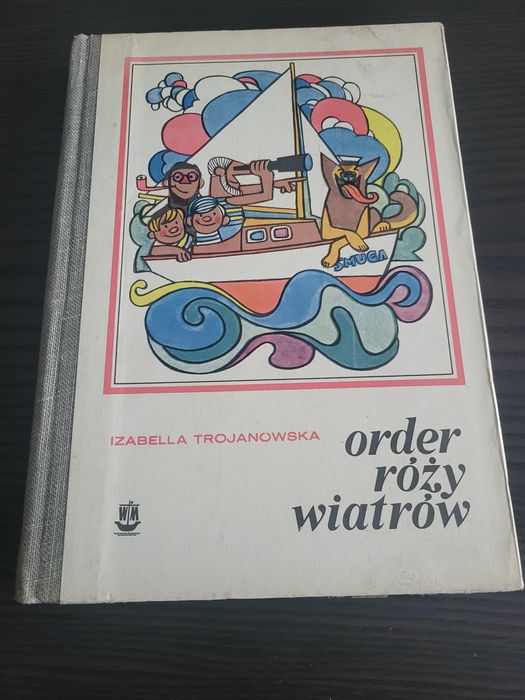 SMUGA
IZABELLA TROJANOWSKA
order
róży
wiatrów
WM